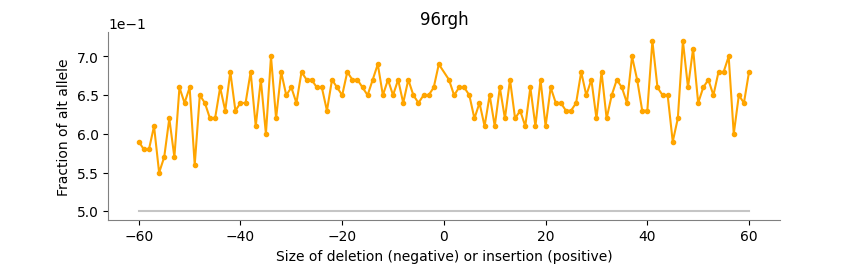 96rgh
1e−1
7.0
6.5
6.0
5.5
5.0
Fraction of alt allele
−60 −40 −20 0 20 40 60
Size of deletion (negative) or insertion (positive)